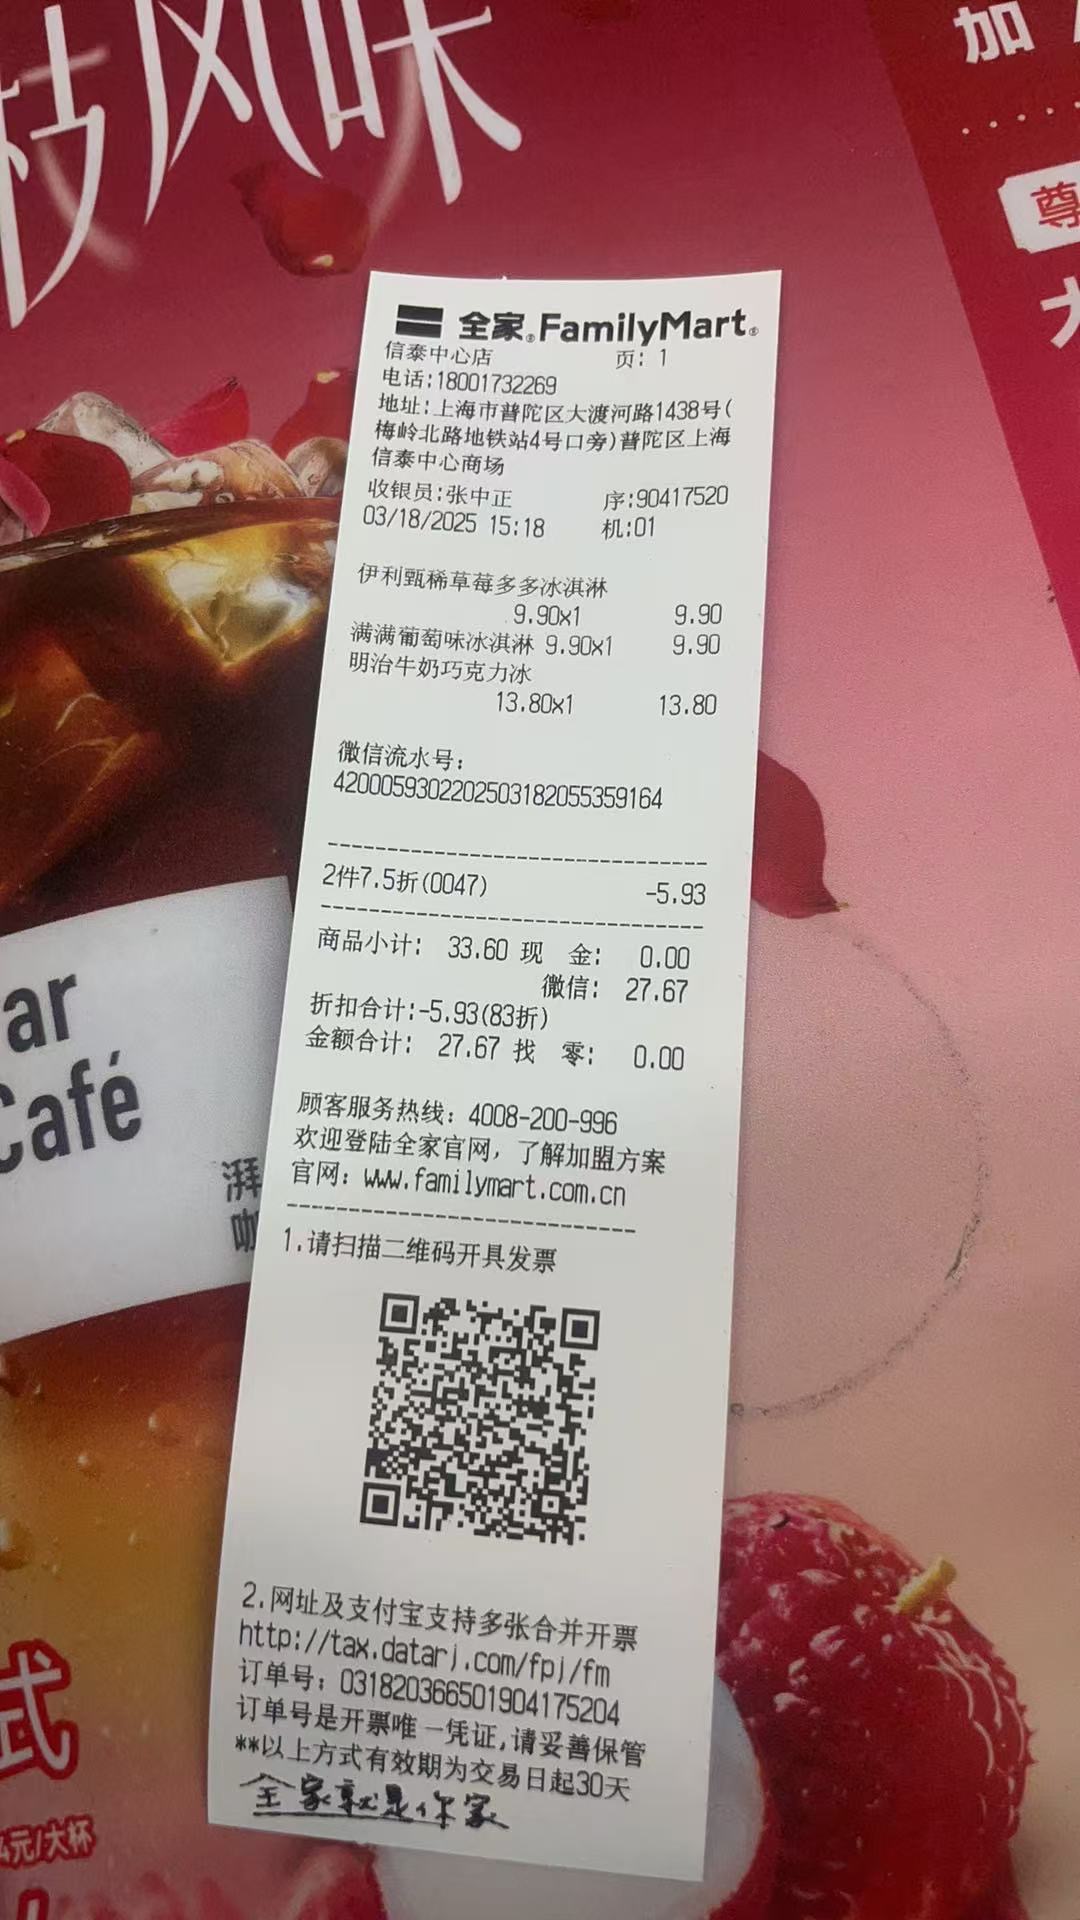 枝风味
加
尊
全家®FamilyMart®
信泰中心店 页: 1
电话:18001732269
地址:上海市普陀区大渡河路1438号(
梅岭北路地铁站4号口旁)普陀区上海
信泰中心商场
收银员:张中正 序:90417520
03/18/2025 15:18 机:01
伊利甄稀草莓多多冰淇淋
9.90x1 9.90
满满葡萄味冰淇淋 9.90x1 9.90
明治牛奶巧克力冰
13.80x1 13.80
微信流水号:
4200059302202503182055359164
2件7.5折(0047) -5.93
商品小计: 33.60 现 金: 0.00
微信: 27.67
折扣合计:-5.93(83折)
金额合计: 27.67 找 零: 0.00
顾客服务热线: 4008-200-996
欢迎登陆全家官网, 了解加盟方案
官网: www.familymart.com.cn
1.请扫描二维码开具发票
2.网址及支付宝支持多张合并开票
http://tax.datarj.com/fpj/fm
订单号: 031820366501904175204
订单号是开票唯一凭证,请妥善保管
**以上方式有效期为交易日起30天
全家就是你家
ar
Café
湃
咖
式
元/大杯